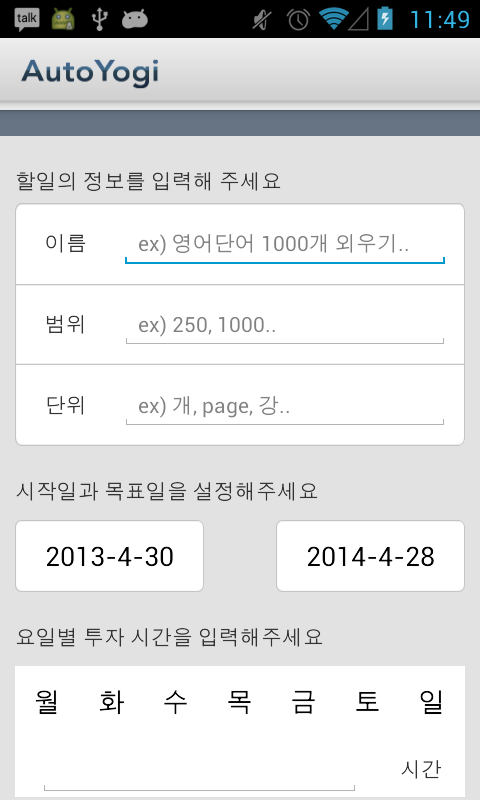 talk 11:49
AutoYogi
할일의 정보를 입력해 주세요
이름 ex) 영어단어 1000개 외우기..
범위 ex) 250, 1000..
단위 ex) 개, page, 강..
시작일과 목표일을 설정해주세요
2013-4-30 2014-4-28
요일별 투자 시간을 입력해주세요
월 화 수 목 금 토 일
시간